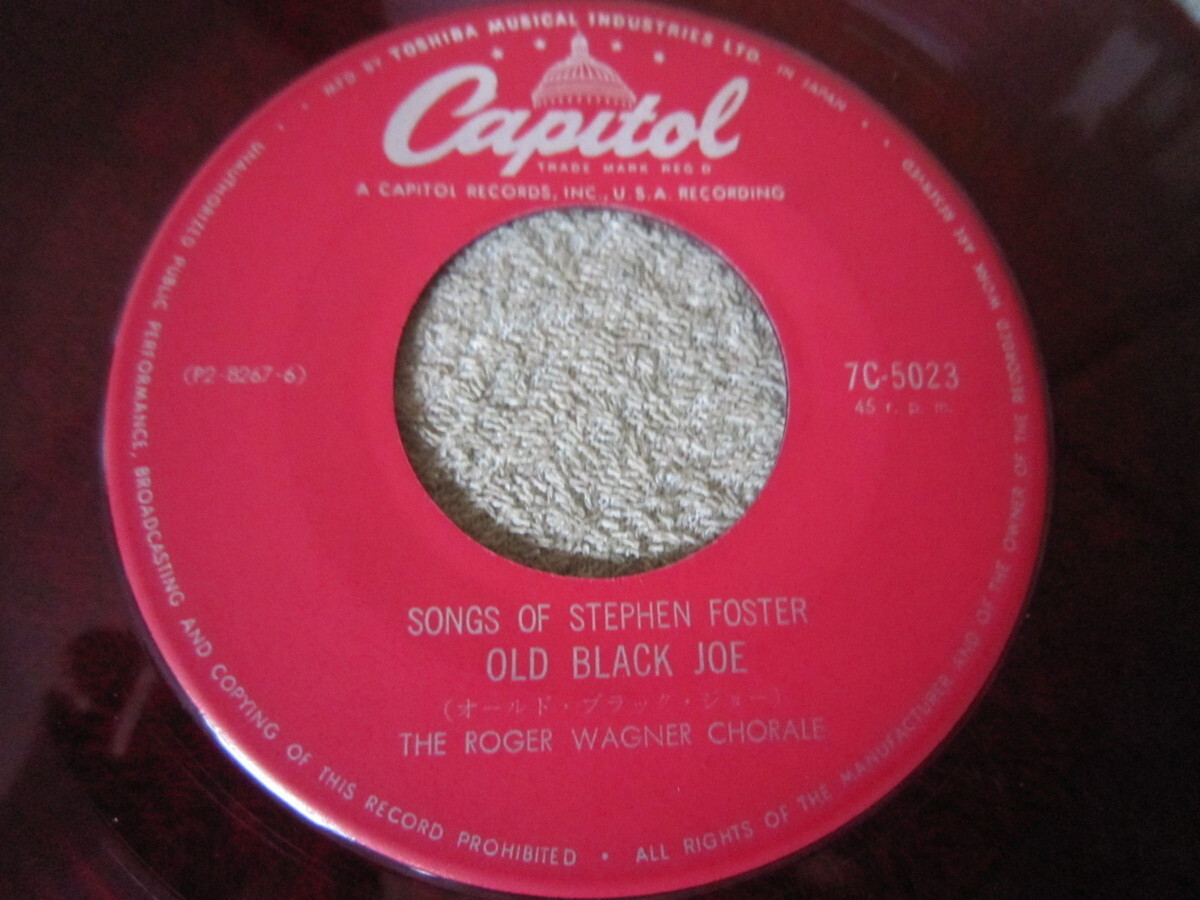 MFD BY TOSHIBA MUSICAL INDUSTRIES LTD. IN JAPAN
Capitol
TRADE MARK REG'D
A CAPITOL RECORDS, INC., U.S.A. RECORDING
(P2-8267-6)
7C-5023
45 r. p. m.
SONGS OF STEPHEN FOSTER
OLD BLACK JOE
(オールド・ブラック・ジョー)
THE ROGER WAGNER CHORALE
UNAUTHORIZED PUBLIC PERFORMANCE, BROADCASTING AND COPYING OF THIS RECORD PROHIBITED • ALL RIGHTS OF THE MANUFACTURER AND OF THE OWNER OF THE RECORDED WORK ARE RESERVED